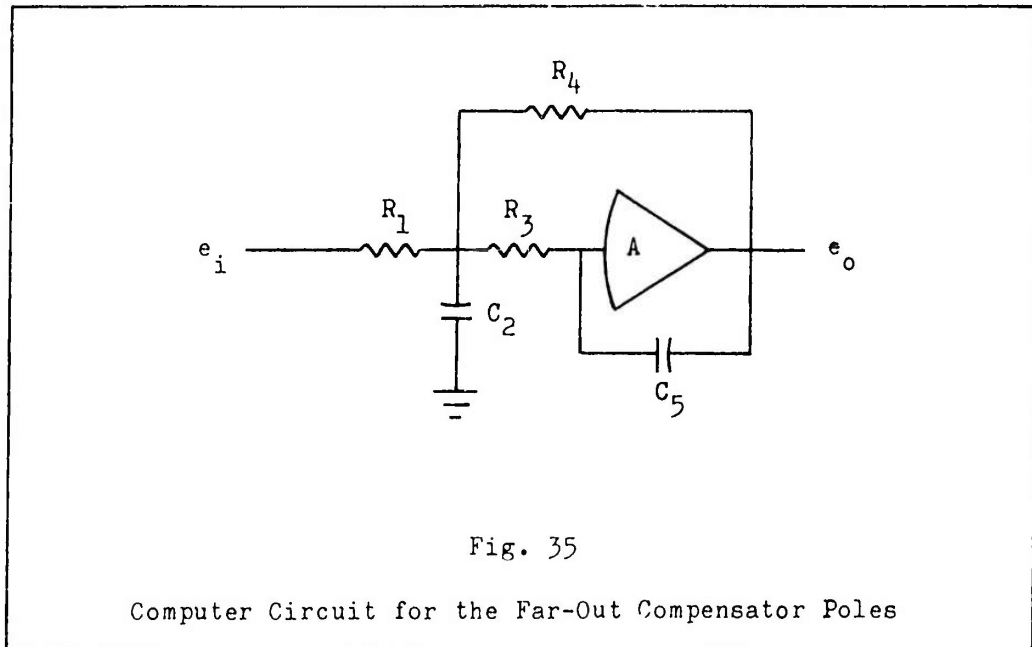 R4
R1
R3
ei
A
eo
C2
C5
Fig. 35
Computer Circuit for the Far-Out Compensator Poles